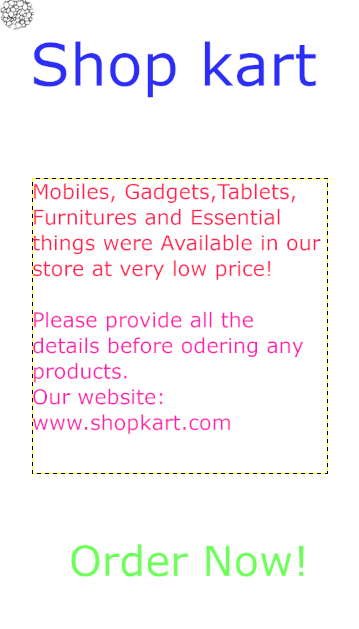 Shop kart
Mobiles, Gadgets,Tablets,
Furnitures and Essential
things were Available in our
store at very low price!
Please provide all the
details before odering any
products.
Our website:
www.shopkart.com
Order Now!